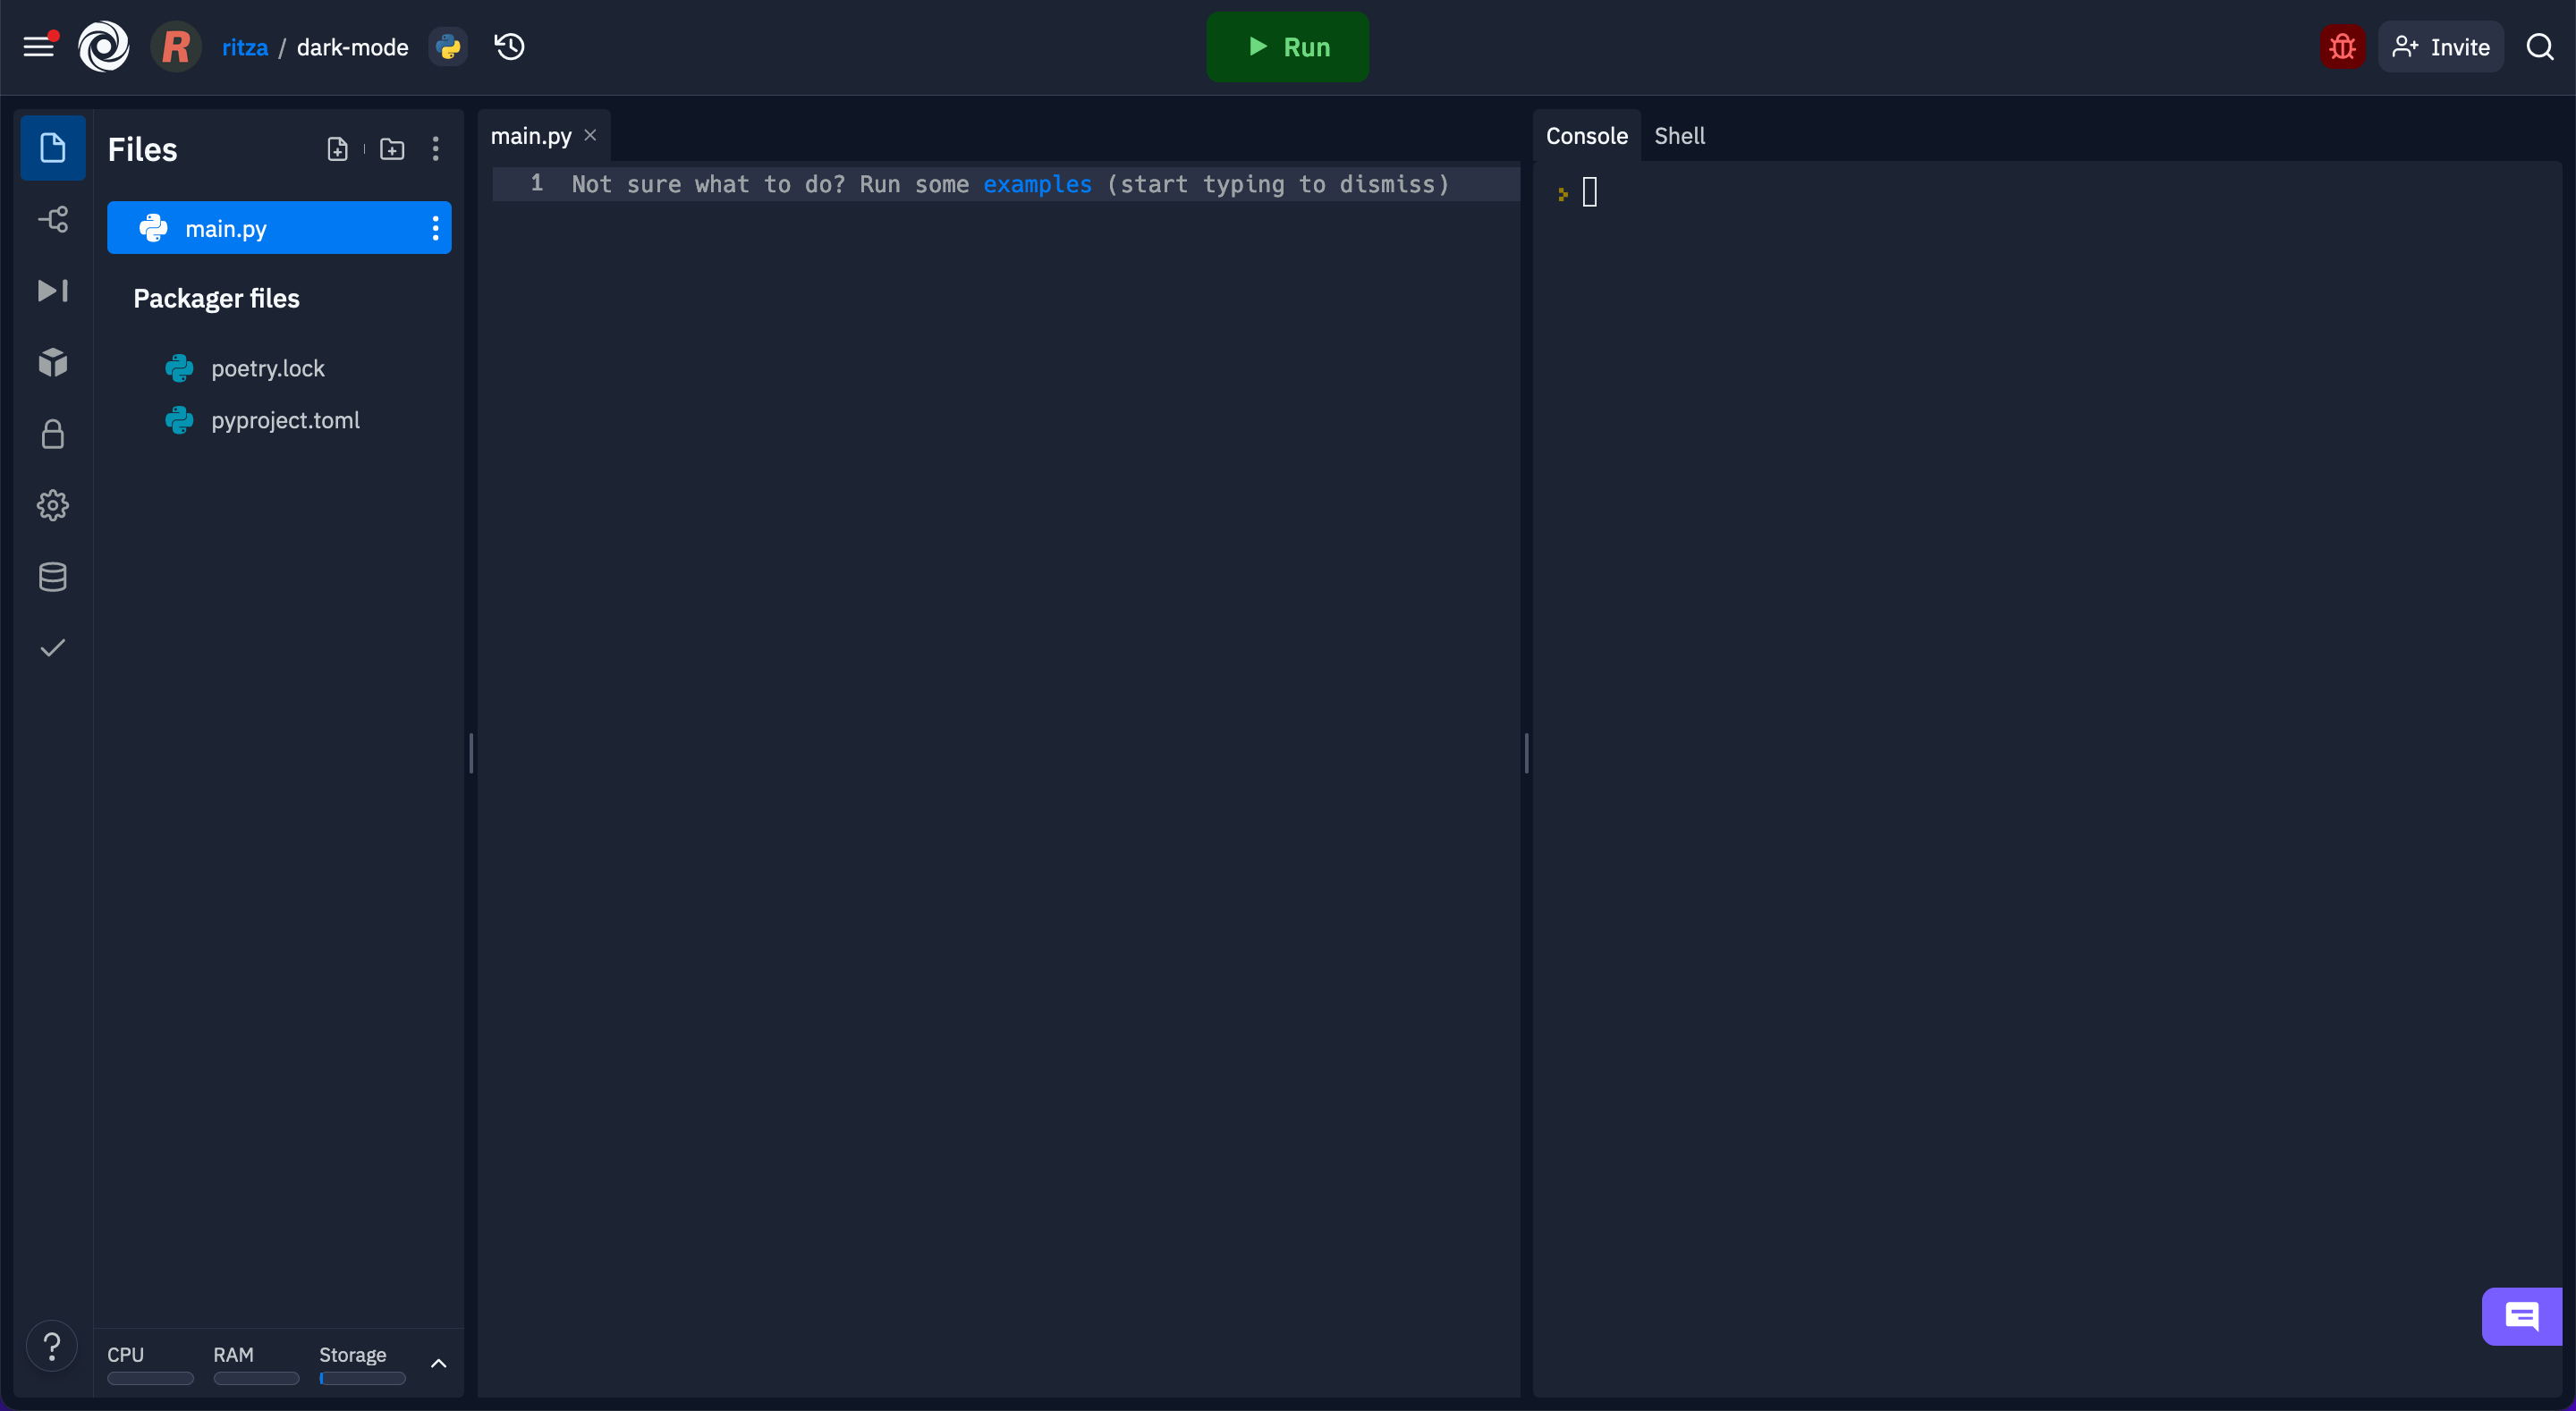 R ritza / dark-mode
Run
Invite
Files
main.py
Packager files
poetry.lock
pyproject.toml
CPU RAM Storage
main.py
1 Not sure what to do? Run some examples (start typing to dismiss)
Console Shell